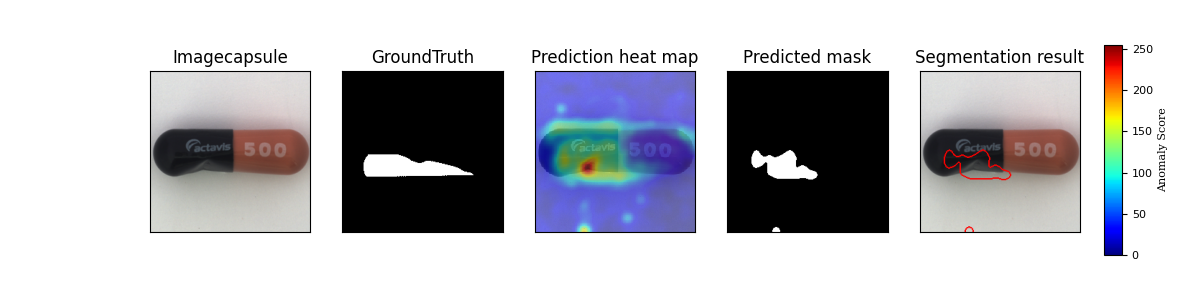 Imagecapsule
GroundTruth
Prediction heat map
Predicted mask
Segmentation result
actavis 500
actavis 500
actavis 500
250
200
150
100
50
0
Anomaly Score